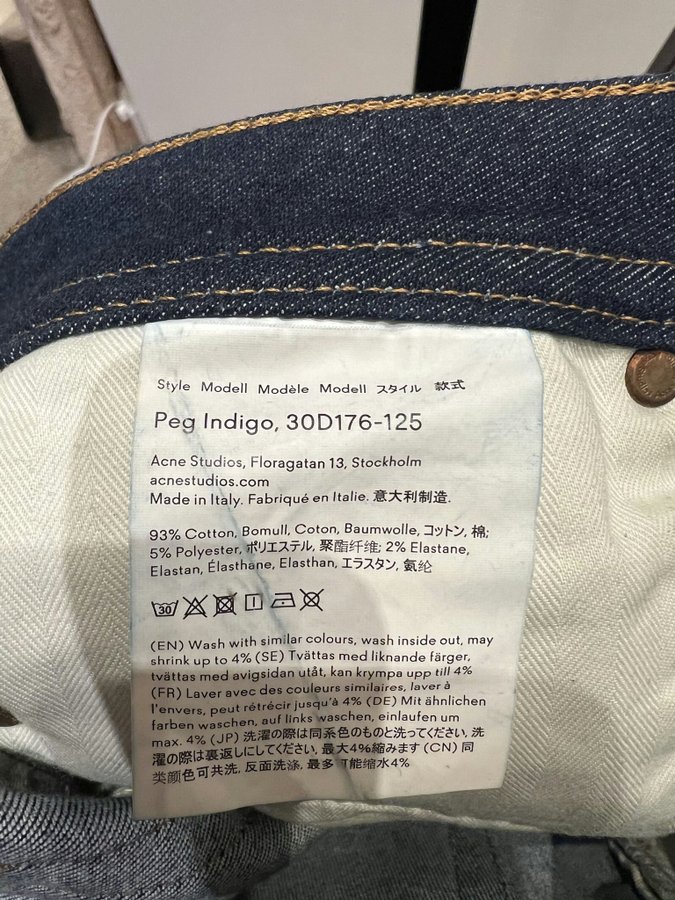 Style Modell Modèle Modell スタイル 款式
Peg Indigo, 30D176-125
Acne Studios, Floragatan 13, Stockholm
acnestudios.com
Made in Italy. Fabriqué en Italie. 意大利制造.
93% Cotton, Bomull, Coton, Baumwolle, コットン, 棉;
5% Polyester, ポリエステル, 聚酯纤维; 2% Elastane,
Elastan, Élasthane, Elasthan, エラスタン, 氨纶
30
(EN) Wash with similar colours, wash inside out, may
shrink up to 4% (SE) Tvättas med liknande färger,
tvättas med avigsidan utåt, kan krympa upp till 4%
(FR) Laver avec des couleurs similaires, laver à
l'envers, peut rétrécir jusqu'à 4% (DE) Mit ähnlichen
farben waschen, auf links waschen, einlaufen um
max. 4% (JP) 洗濯の際は同系色のものと洗ってください, 洗
濯の際は裏返しにしてください, 最大4%縮みます (CN) 同
类颜色可共洗, 反面洗涤, 最多可能缩水4%